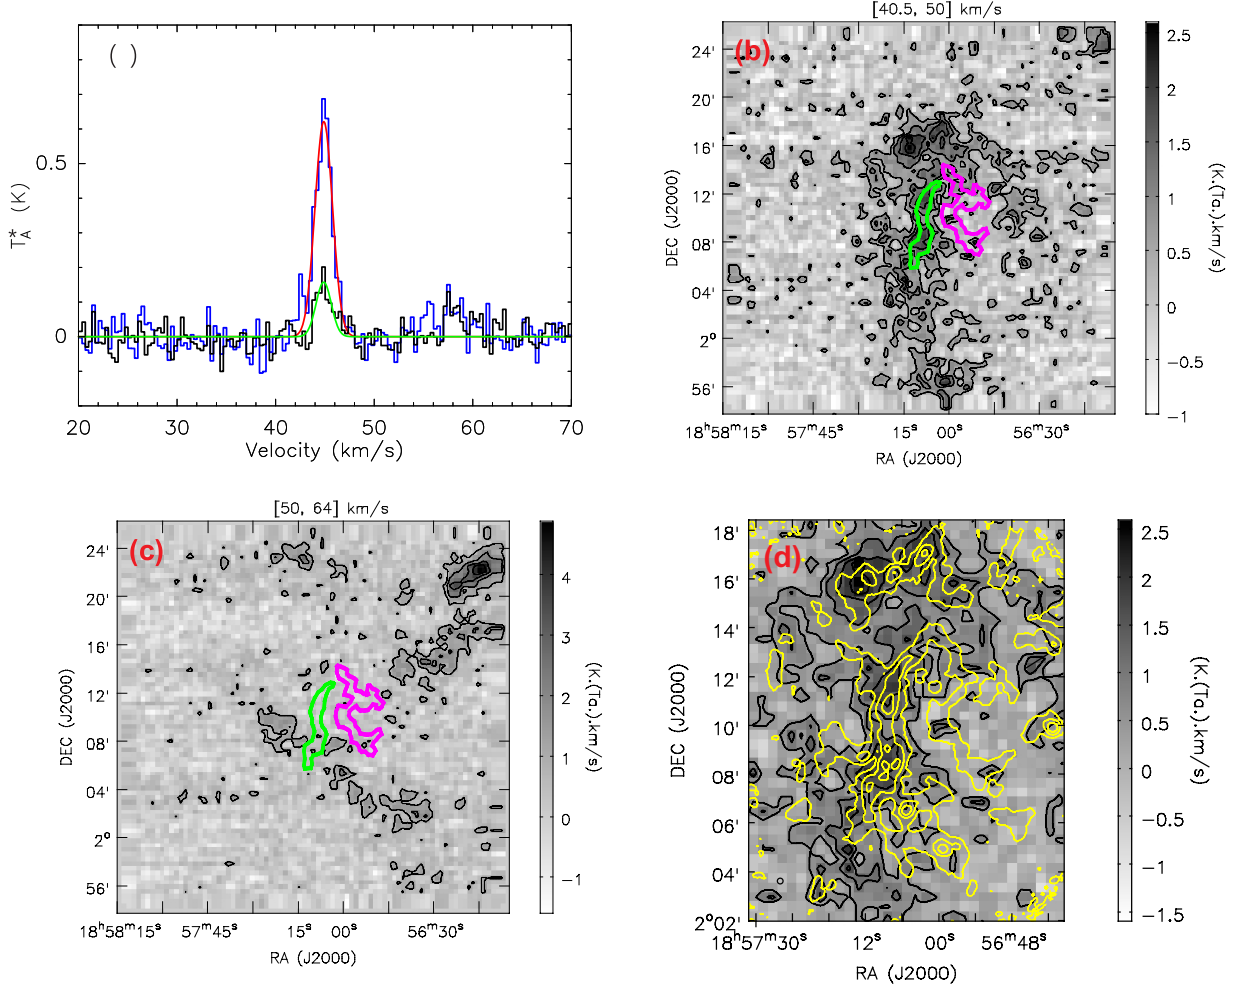 ( )
0.5
0
T*A (K)
20 30 40 50 60 70
Velocity (km/s)
[40.5, 50] km/s
(b)
24'
20'
16'
12'
08'
04'
2°
56'
DEC (J2000)
18h58m15s 57m45s 15s 00s 56m30s
RA (J2000)
2.5
2
1.5
1
0.5
0
−0.5
−1
(K.(Ta.).km/s)
[50, 64] km/s
(c)
24'
20'
16'
12'
08'
04'
2°
56'
DEC (J2000)
18h58m15s 57m45s 15s 00s 56m30s
RA (J2000)
4
3
2
1
0
−1
(K.(Ta.).km/s)
(d)
18'
16'
14'
12'
10'
08'
06'
04'
2°02'
DEC (J2000)
18h57m30s 12s 00s 56m48s
RA (J2000)
2.5
2
1.5
1
0.5
0
−0.5
−1
−1.5
(K.(Ta.).km/s)